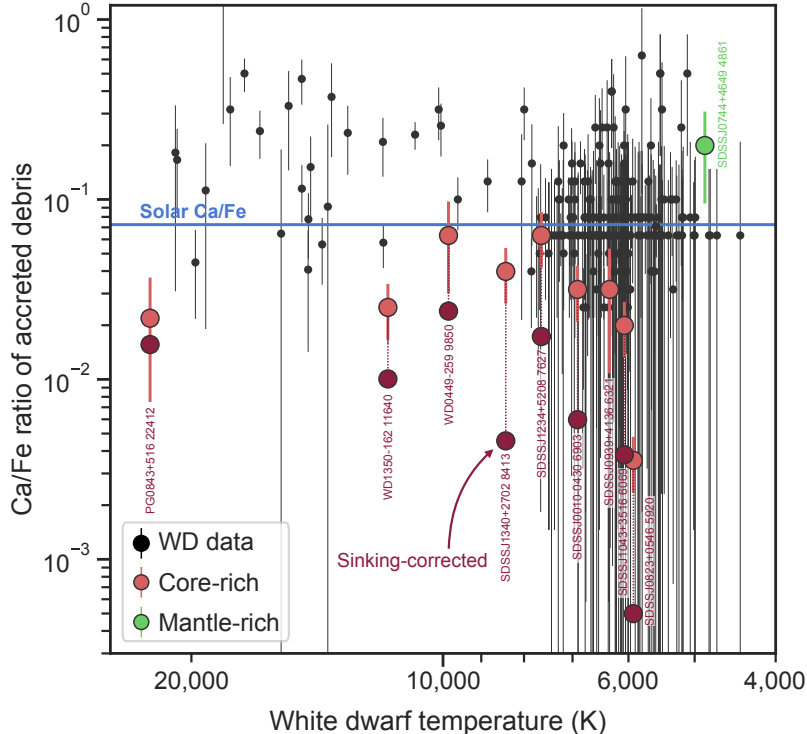 10⁰
10⁻¹
10⁻²
10⁻³
Ca/Fe ratio of accreted debris
Solar Ca/Fe
SDSSJ0744+4649 4861
PG0843+516 22412
WD1350-162 11640
WD0449-259 9850
SDSSJ1340+2702 8413
SDSSJ1234+5208 7627
SDSSJ0010-0430 6903
SDSSJ0939+4136 6321
SDSSJ1043+3516 6069
SDSSJ0823+0546 5920
Sinking-corrected
WD data
Core-rich
Mantle-rich
20,000
10,000
6,000
4,000
White dwarf temperature (K)